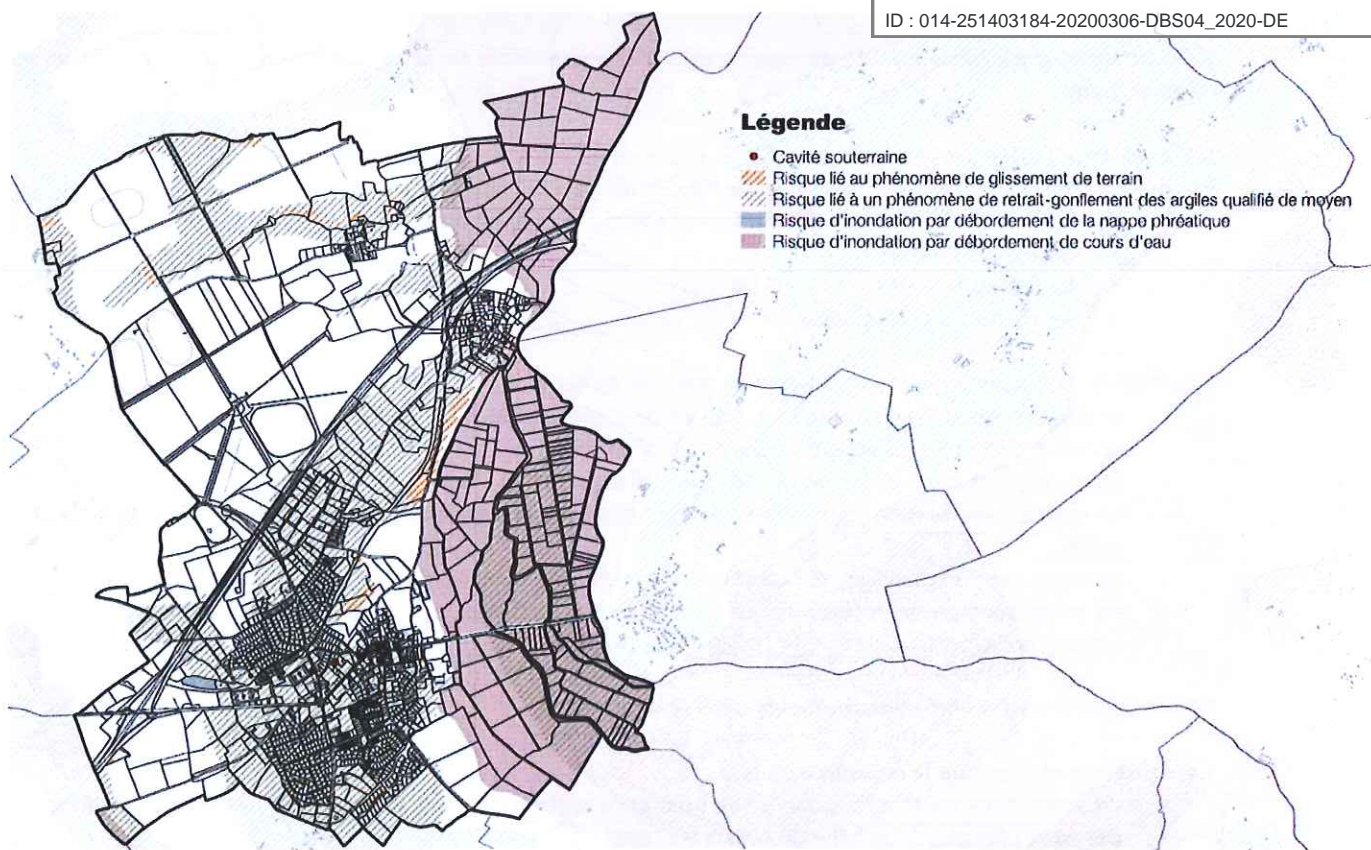 ID : 014-251403184-20200306-DBS04_2020-DE
Légende
Cavité souterraine
Risque lié au phénomène de glissement de terrain
Risque lié à un phénomène de retrait-gonflement des argiles qualifié de moyen
Risque d'inondation par débordement de la nappe phréatique
Risque d'inondation par débordement de cours d'eau